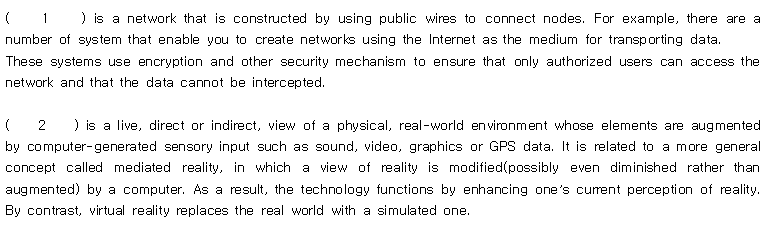 ( 1 ) is a network that is constructed by using public wires to connect nodes. For example, there are a
number of system that enable you to create networks using the Internet as the medium for transporting data.
These systems use encryption and other security mechanism to ensure that only authorized users can access the
network and that the data cannot be intercepted.
( 2 ) is a live, direct or indirect, view of a physical, real-world environment whose elements are augmented
by computer-generated sensory input such as sound, video, graphics or GPS data. It is related to a more general
concept called mediated reality, in which a view of reality is modified(possibly even diminished rather than
augmented) by a computer. As a result, the technology functions by enhancing one's current perception of reality.
By contrast, virtual reality replaces the real world with a simulated one.